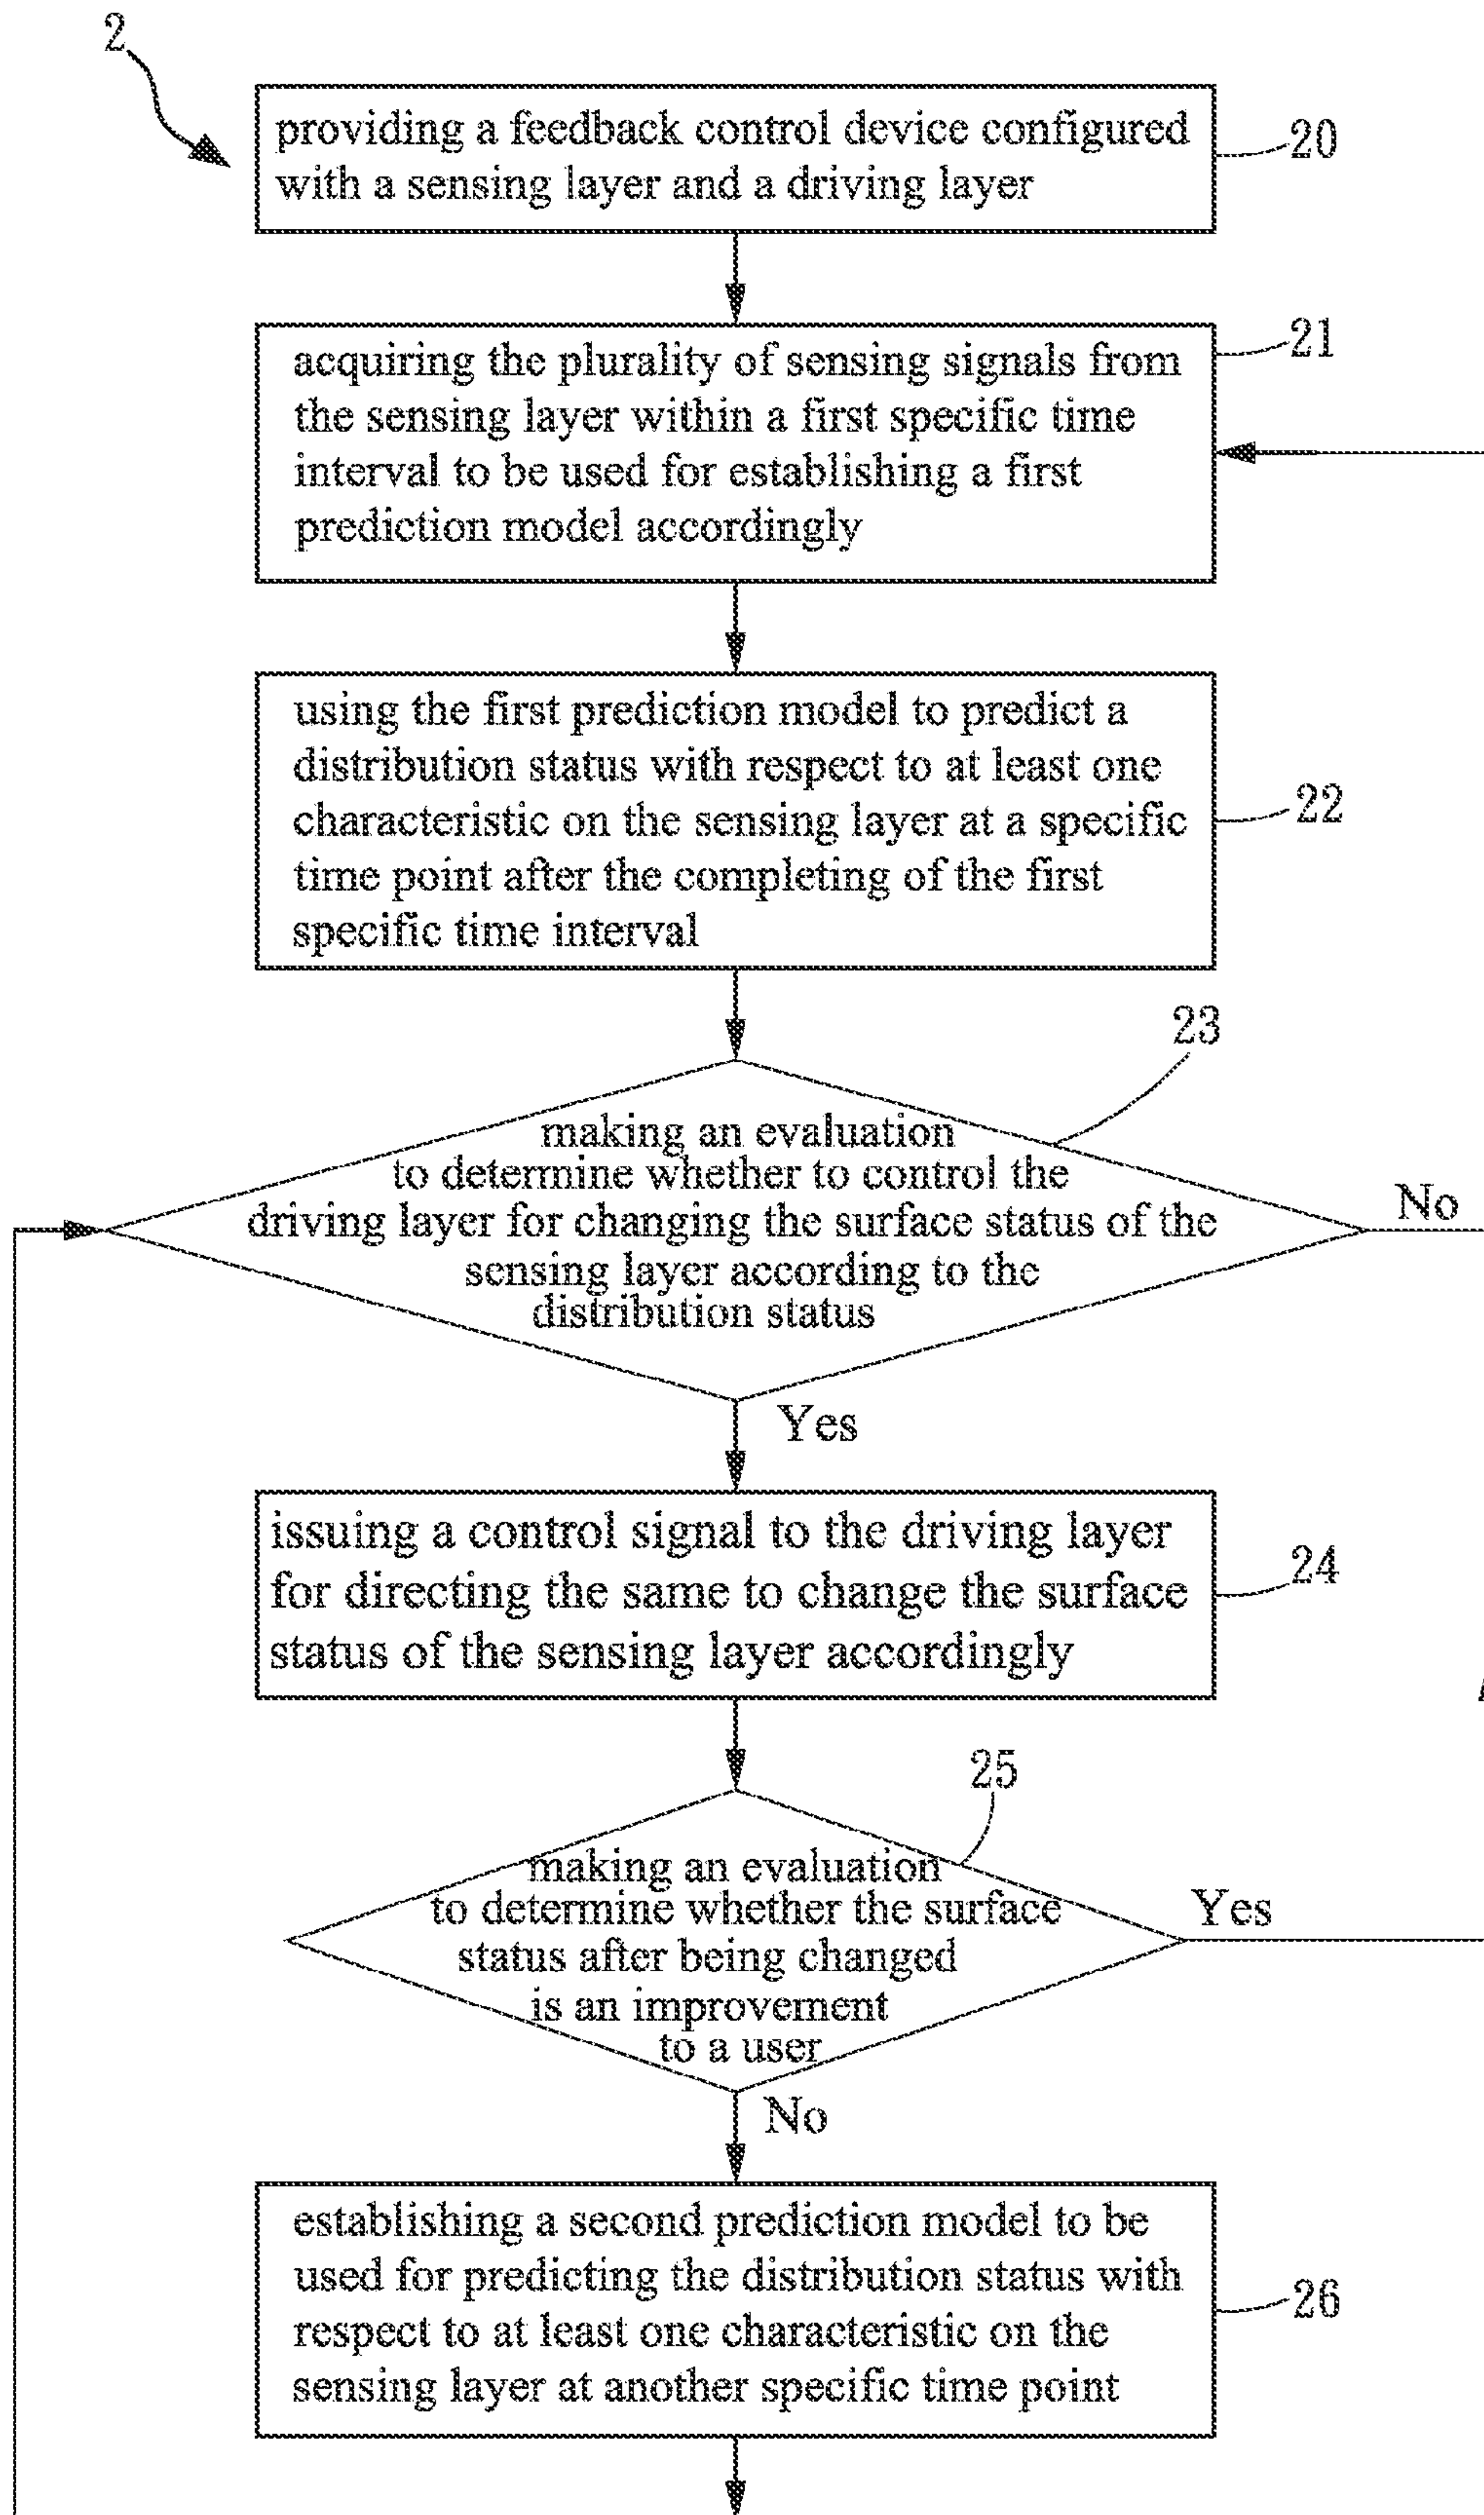 2
providing a feedback control device configured
with a sensing layer and a driving layer
20
acquiring the plurality of sensing signals from
the sensing layer within a first specific time
interval to be used for establishing a first
prediction model accordingly
21
using the first prediction model to predict a
distribution status with respect to at least one
characteristic on the sensing layer at a specific
time point after the completing of the first
specific time interval
22
23
making an evaluation
to determine whether to control the
driving layer for changing the surface status of the
sensing layer according to the
distribution status
No
Yes
issuing a control signal to the driving layer
for directing the same to change the surface
status of the sensing layer accordingly
24
25
making an evaluation
to determine whether the surface
status after being changed
is an improvement
to a user
Yes
No
establishing a second prediction model to be
used for predicting the distribution status with
respect to at least one characteristic on the
sensing layer at another specific time point
26